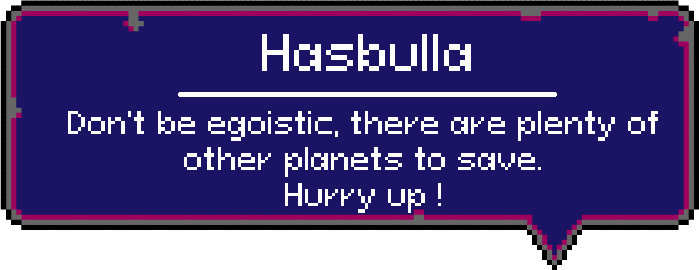 Hasbulla
Don't be egoistic, there are plenty of
other planets to save.
Hurry up !